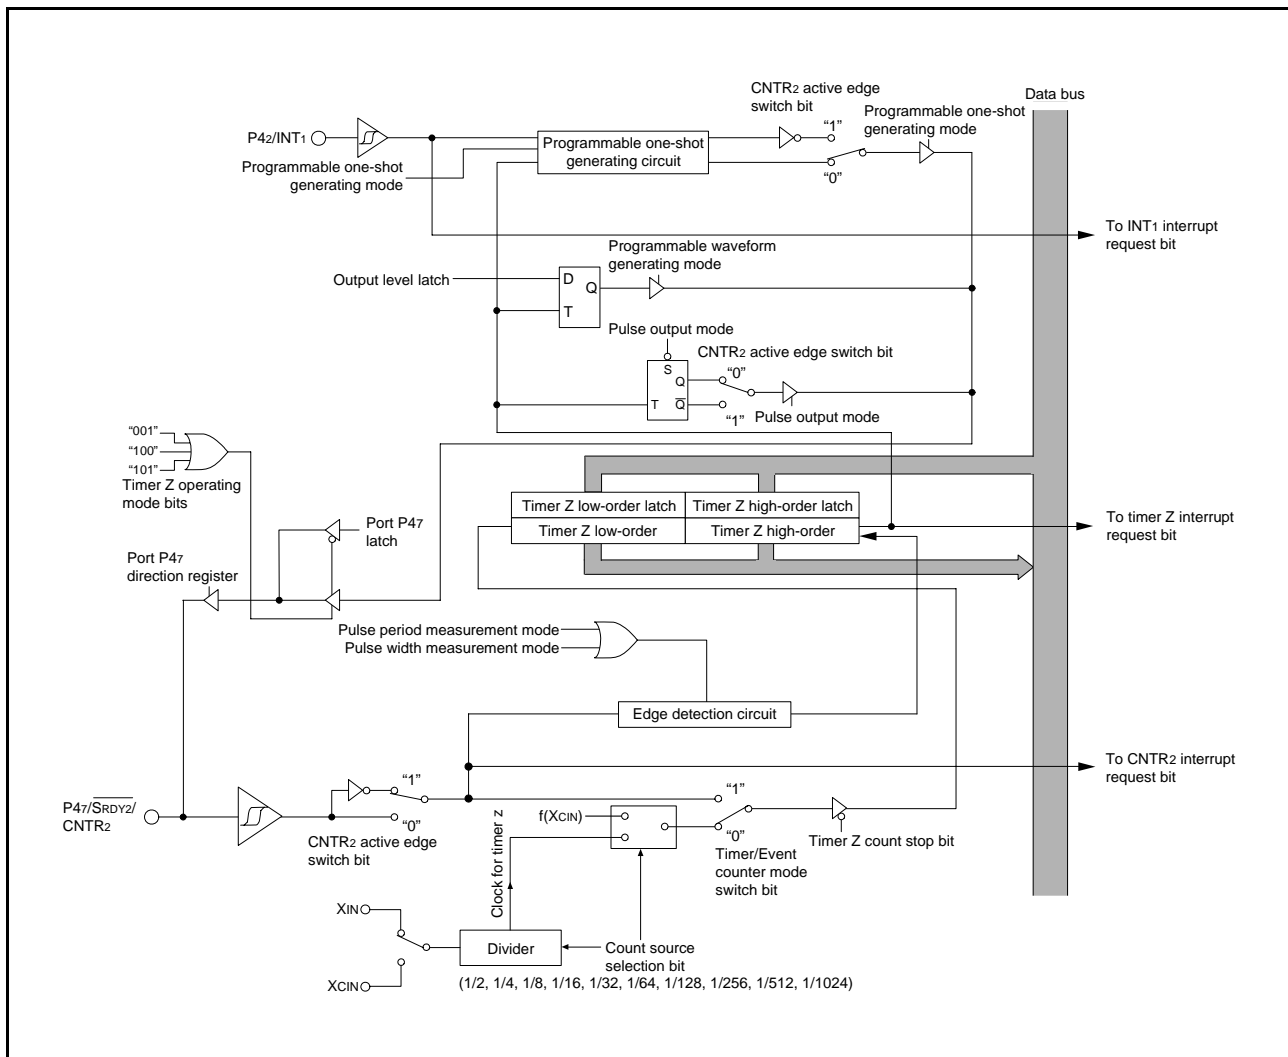 CNTR2 active edge
switch bit
Data bus
Programmable one-shot
generating mode
P42/INT1
“1”
Programmable one-shot
generating circuit
Programmable one-shot
generating mode
“0”
To INT1 interrupt
request bit
Programmable waveform
generating mode
Output level latch
D
Q
T
Pulse output mode
CNTR2 active edge switch bit
S
Q
“0”
T
Q
“1”
Pulse output mode
“001”
“100”
“101”
Timer Z operating
mode bits
Timer Z low-order latch
Timer Z high-order latch
Timer Z low-order
Timer Z high-order
To timer Z interrupt
request bit
Port P47
latch
Port P47
direction register
Pulse period measurement mode
Pulse width measurement mode
Edge detection circuit
To CNTR2 interrupt
request bit
P47/SRDY2/
CNTR2
“1”
“0”
CNTR2 active edge
switch bit
“1”
f(XCIN)
“0”
Timer/Event
counter mode
switch bit
Timer Z count stop bit
Clock for timer z
XIN
Divider
Count source
selection bit
XCIN
(1/2, 1/4, 1/8, 1/16, 1/32, 1/64, 1/128, 1/256, 1/512, 1/1024)